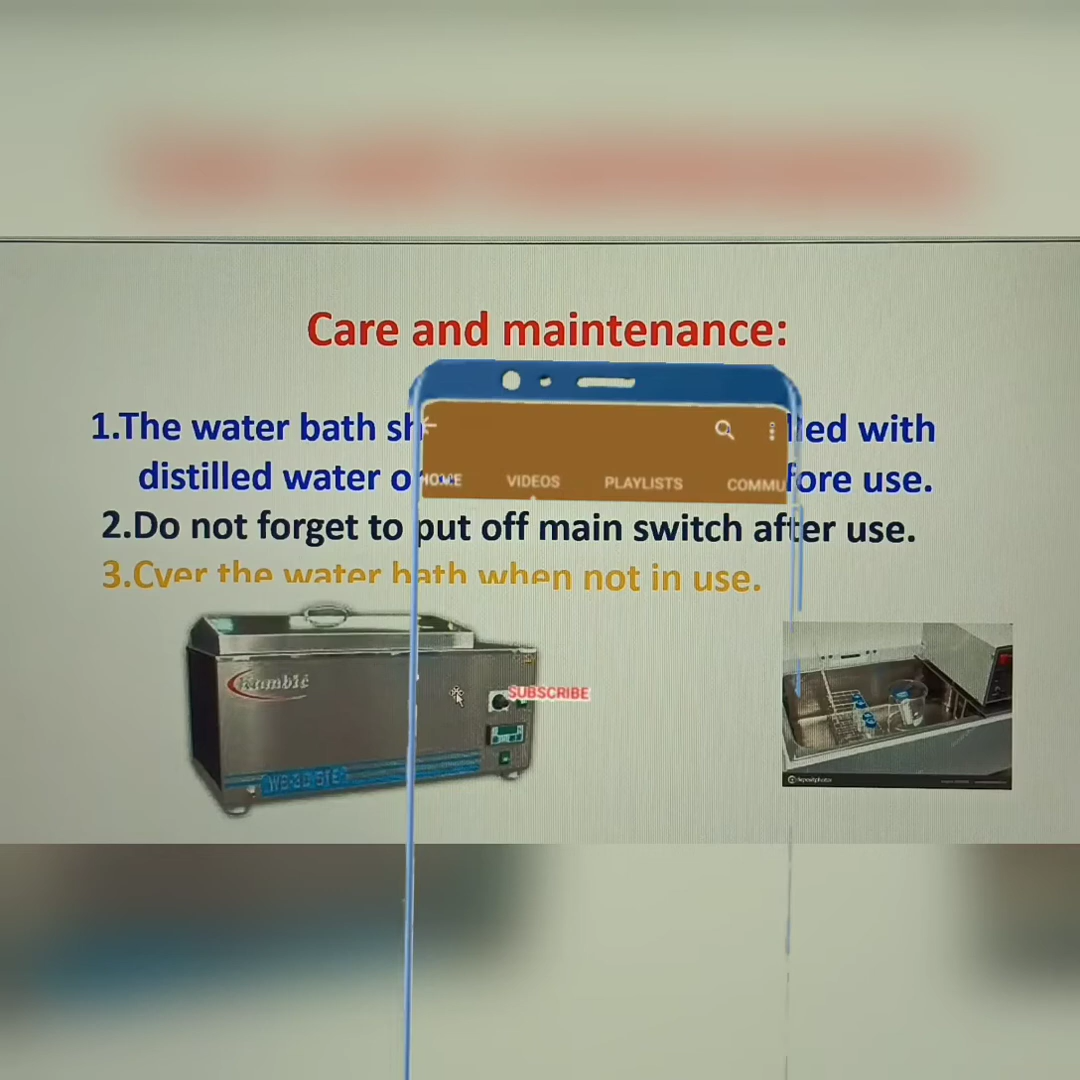 Care and maintenance:
1.The water bath sh led with
distilled water o fore use.
HOME VIDEOS PLAYLISTS COMMU
2.Do not forget to put off main switch after use.
3.Cver the water bath when not in use.
SUBSCRIBE
depositphotos